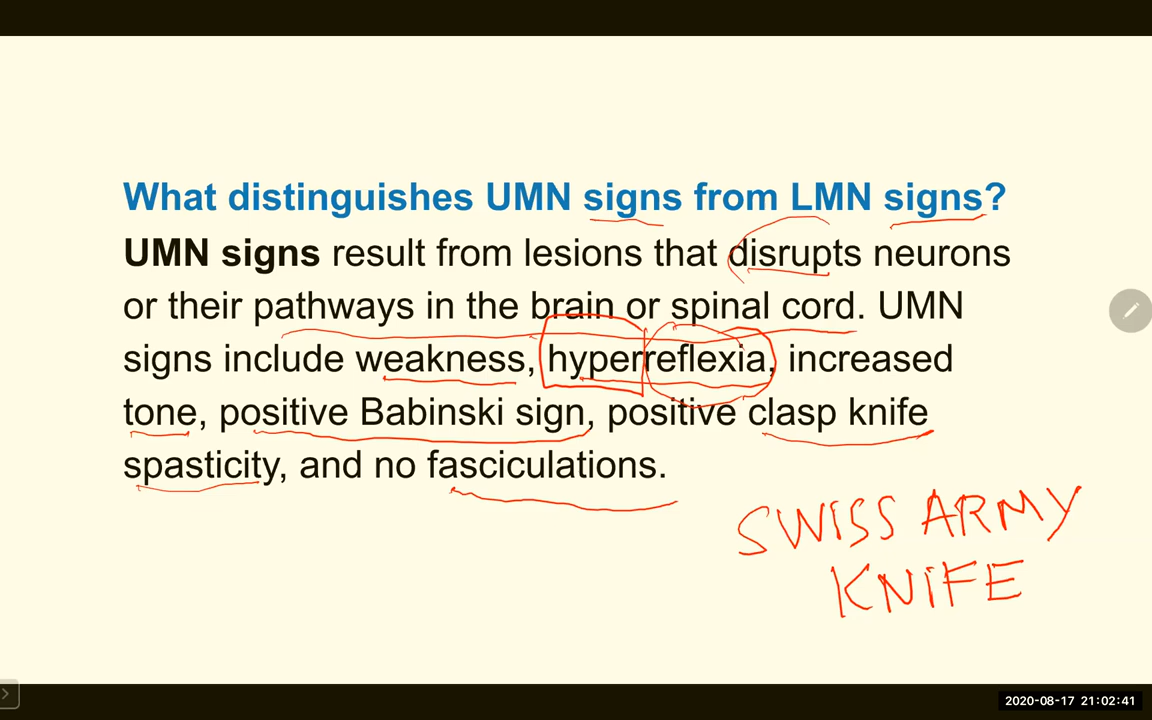 What distinguishes UMN signs from LMN signs?
UMN signs result from lesions that disrupts neurons
or their pathways in the brain or spinal cord. UMN
signs include weakness, hyperreflexia, increased
tone, positive Babinski sign, positive clasp knife
spasticity, and no fasciculations.
SWISS ARMY
KNIFE
2020-08-17 21:02:41